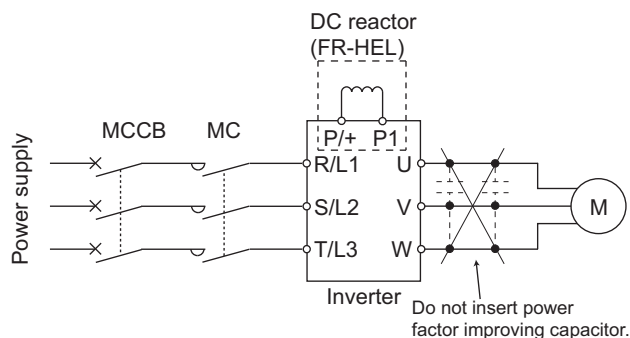 DC reactor
(FR-HEL)
MCCB
MC
P/+ P1
Power supply
R/L1 U
S/L2 V
T/L3 W
M
Inverter
Do not insert power
factor improving capacitor.